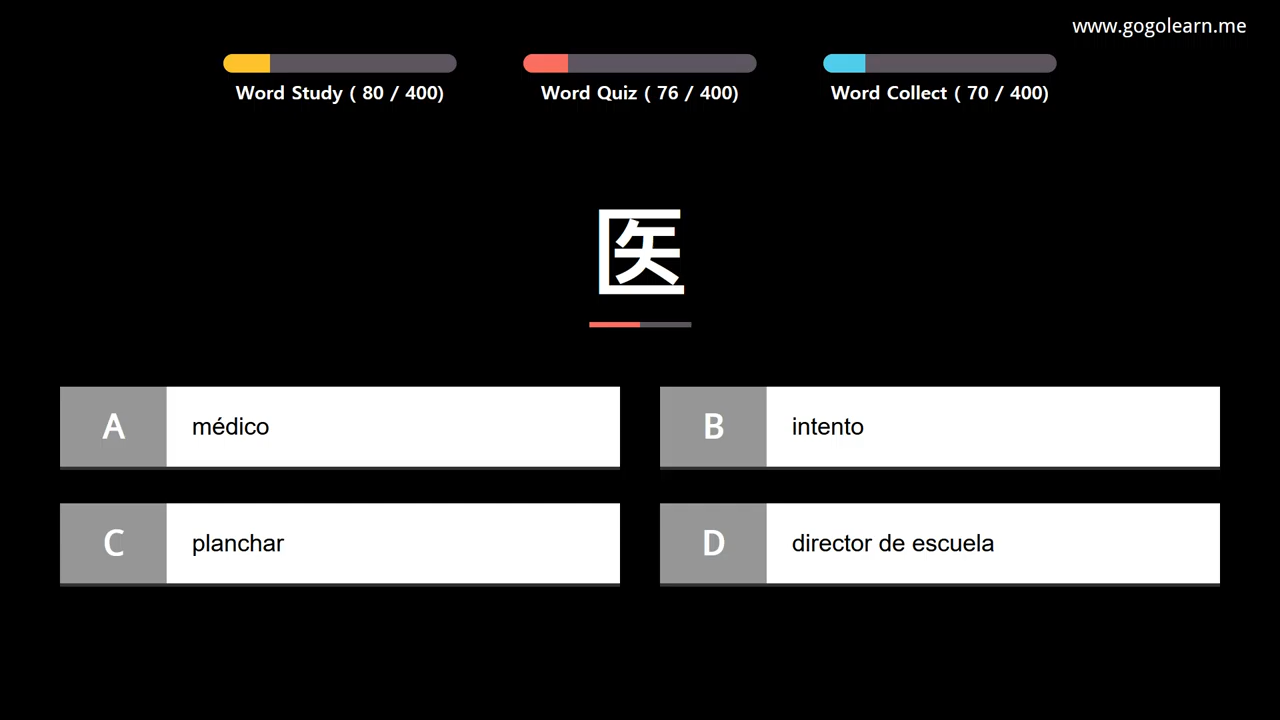 www.gogolearn.me
Word Study ( 80 / 400)
Word Quiz ( 76 / 400)
Word Collect ( 70 / 400)
医
A médico
B intento
C planchar
D director de escuela